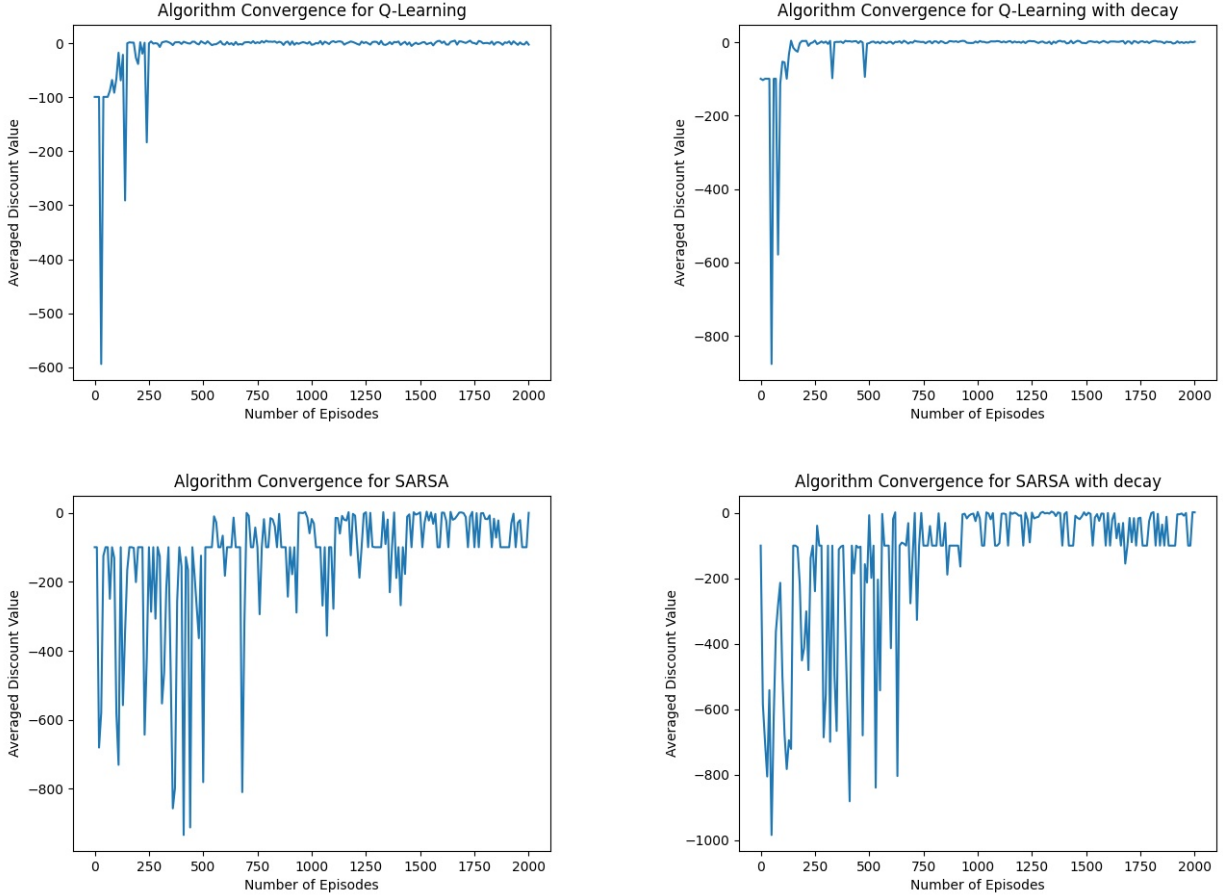 Algorithm Convergence for Q-Learning
0
−100
−200
−300
−400
−500
−600
Averaged Discount Value
0 250 500 750 1000 1250 1500 1750 2000
Number of Episodes
Algorithm Convergence for Q-Learning with decay
0
−200
−400
−600
−800
Averaged Discount Value
0 250 500 750 1000 1250 1500 1750 2000
Number of Episodes
Algorithm Convergence for SARSA
0
−200
−400
−600
−800
Averaged Discount Value
0 250 500 750 1000 1250 1500 1750 2000
Number of Episodes
Algorithm Convergence for SARSA with decay
0
−200
−400
−600
−800
−1000
Averaged Discount Value
0 250 500 750 1000 1250 1500 1750 2000
Number of Episodes